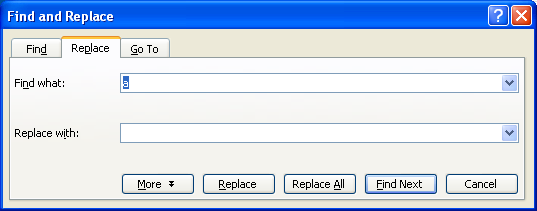 Find and Replace
Find Replace Go To
Find what: a
Replace with:
More Replace Replace All Find Next Cancel